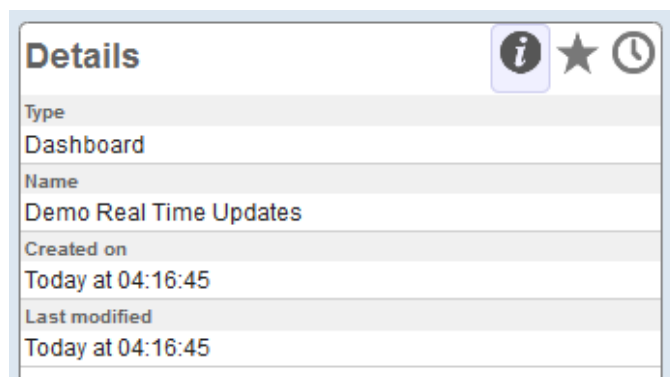 Details
Type
Dashboard
Name
Demo Real Time Updates
Created on
Today at 04:16:45
Last modified
Today at 04:16:45